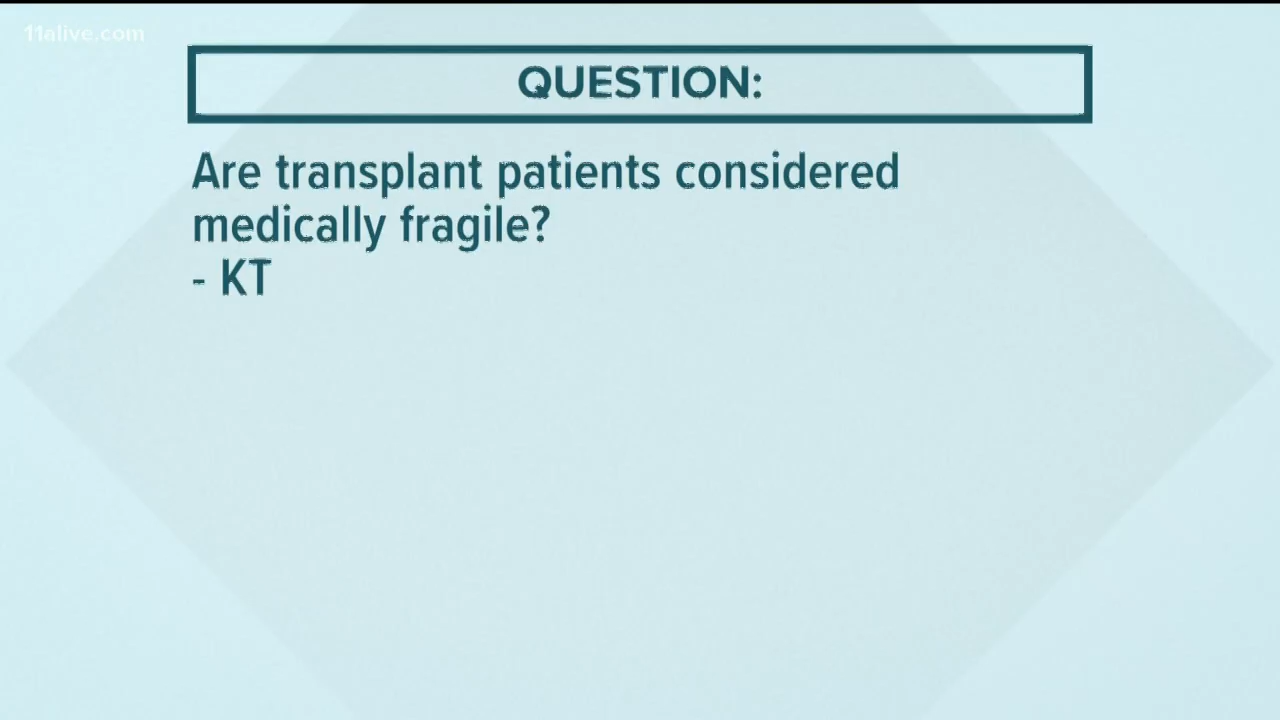 11alive.com
QUESTION:
Are transplant patients considered
medically fragile?
- KT